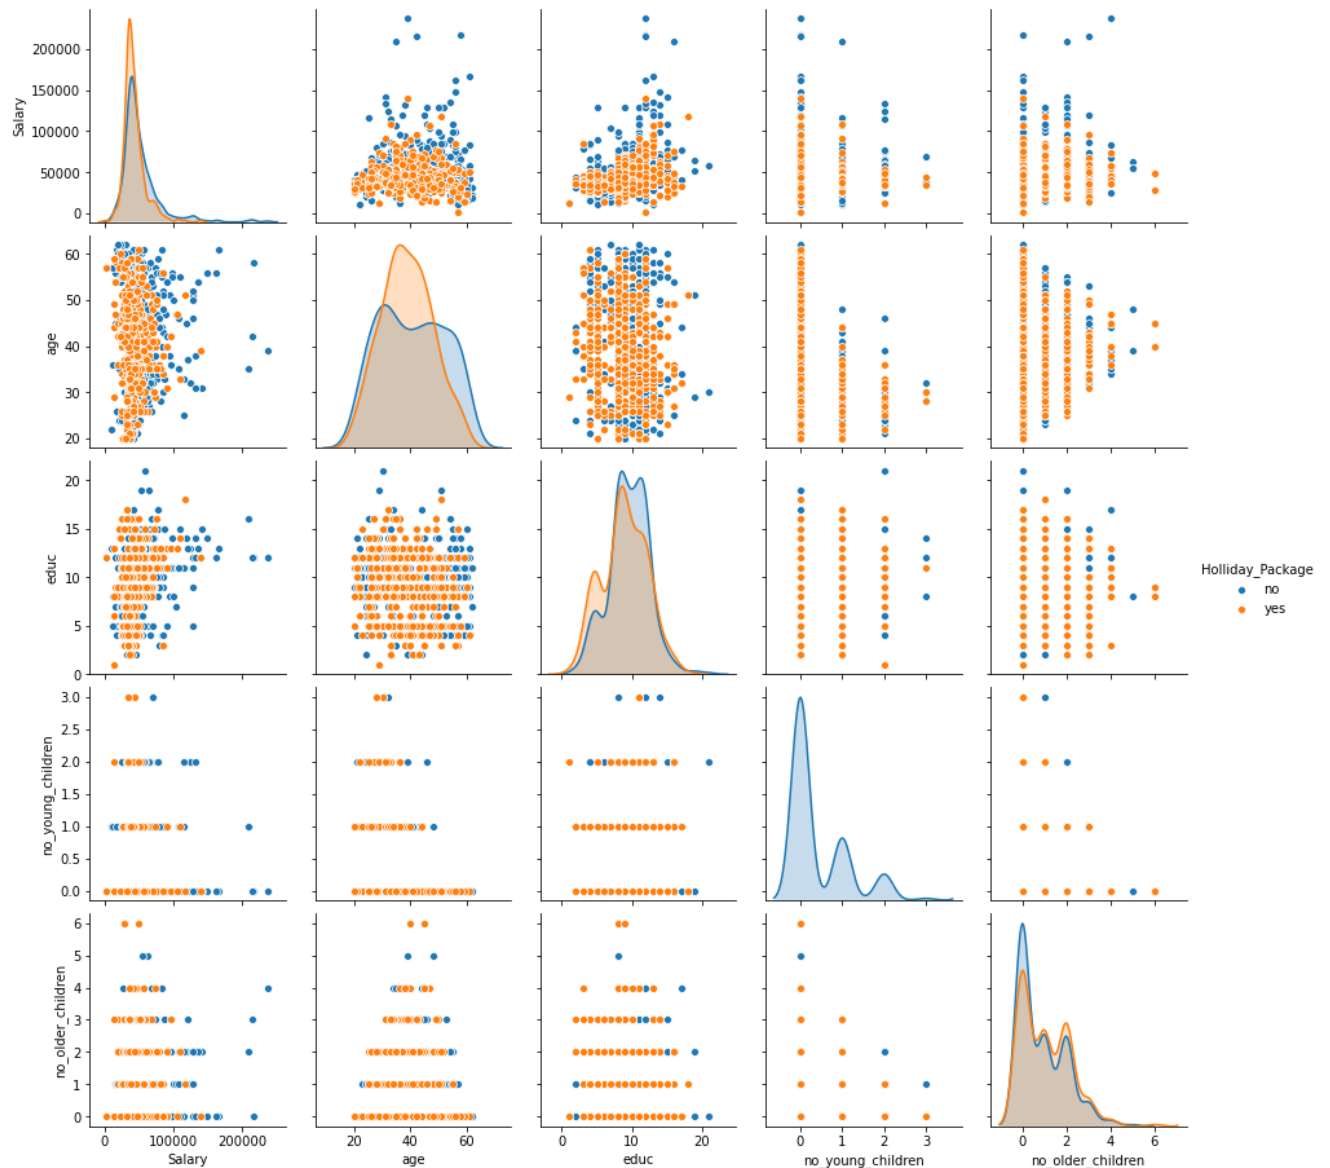 200000
150000
100000
50000
0
Salary
60
50
40
30
20
age
20
15
10
5
0
educ
Holliday_Package
no
yes
3.0
2.5
2.0
1.5
1.0
0.5
0.0
no_young_children
6
5
4
3
2
1
0
no_older_children
0 100000 200000 20 40 60 0 10 20 0 1 2 3 0 2 4 6
Salary age educ no_young_children no_older_children